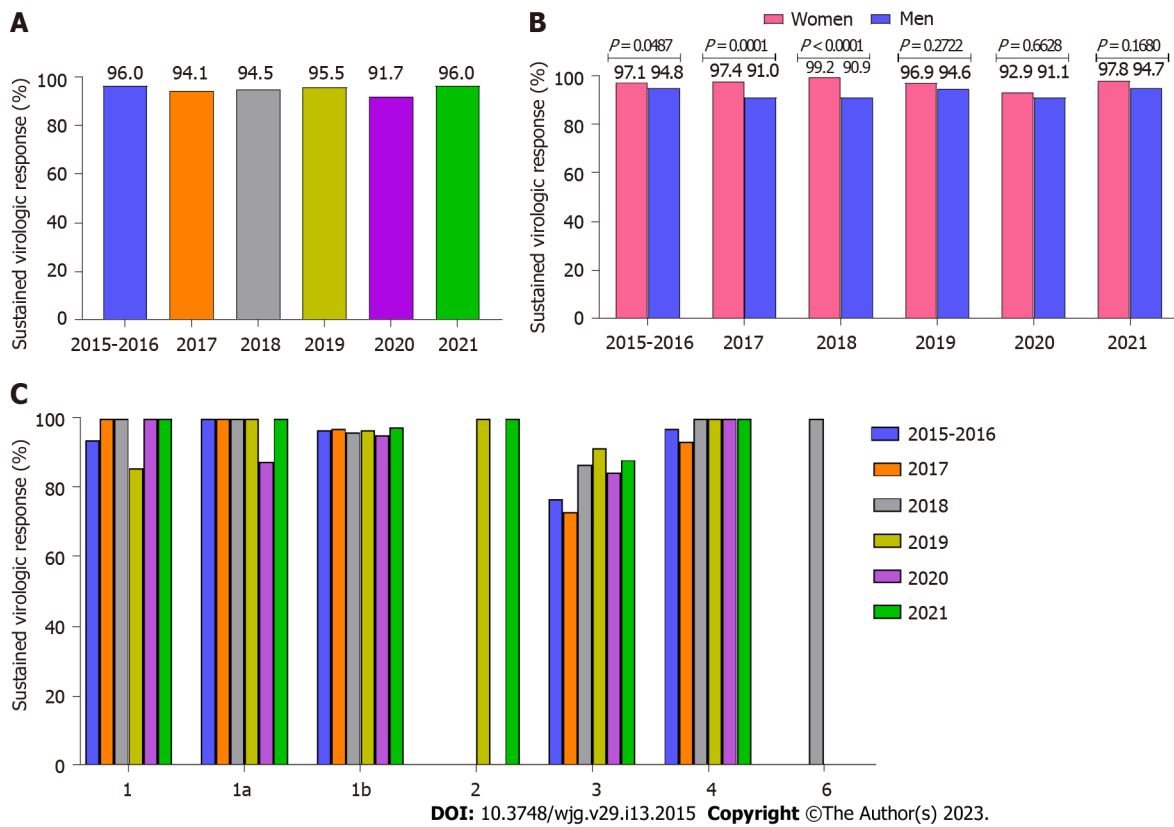 A
Sustained virologic response (%)
100
80
60
40
20
0
96.0 94.1 94.5 95.5 91.7 96.0
2015-2016 2017 2018 2019 2020 2021
B
Women Men
Sustained virologic response (%)
100
80
60
40
20
0
P = 0.0487 P = 0.0001 P < 0.0001 P = 0.2722 P = 0.6628 P = 0.1680
97.1 94.8 97.4 91.0 99.2 90.9 96.9 94.6 92.9 91.1 97.8 94.7
2015-2016 2017 2018 2019 2020 2021
C
Sustained virologic response (%)
100
80
60
40
20
0
1 1a 1b 2 3 4 6
2015-2016
2017
2018
2019
2020
2021
DOI: 10.3748/wjg.v29.i13.2015 Copyright ©The Author(s) 2023.